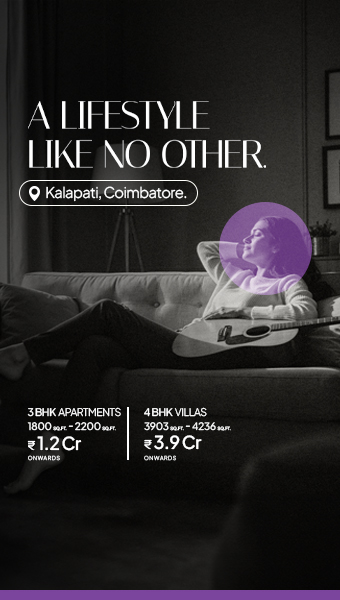 A LIFESTYLE
LIKE NO OTHER.
Kalapati, Coimbatore.
3 BHK APARTMENTS
1800 SQ.FT. - 2200 SQ.FT.
₹1.2 Cr
ONWARDS
4 BHK VILLAS
3903 SQ.FT. - 4236 SQ.FT.
₹3.9 Cr
ONWARDS